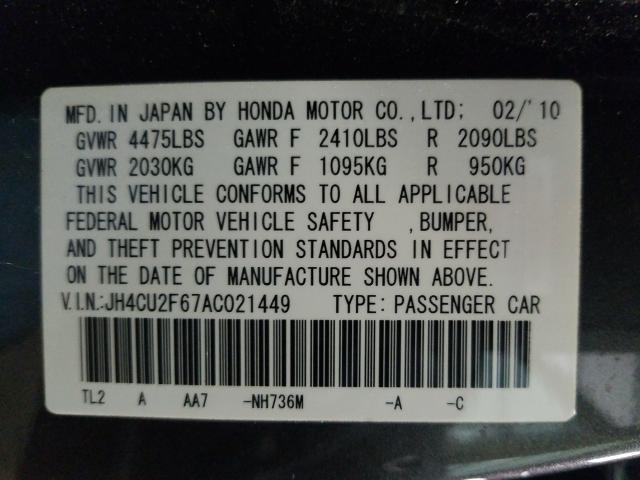 MFD. IN JAPAN BY HONDA MOTOR CO.,LTD; 02/'10
GVWR 4475LBS GAWR F 2410LBS R 2090LBS
GVWR 2030KG GAWR F 1095KG R 950KG
THIS VEHICLE CONFORMS TO ALL APPLICABLE
FEDERAL MOTOR VEHICLE SAFETY ,BUMPER,
AND THEFT PREVENTION STANDARDS IN EFFECT
ON THE DATE OF MANUFACTURE SHOWN ABOVE.
V.I.N.:JH4CU2F67AC021449 TYPE: PASSENGER CAR
TL2 A AA7 -NH736M -A -C